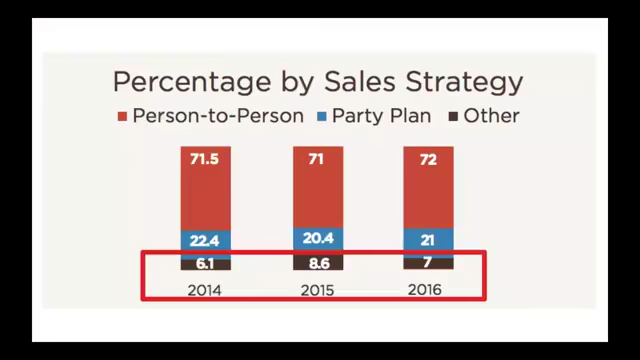 Percentage by Sales Strategy
Person-to-Person Party Plan Other
71.5 71 72
22.4 20.4 21
6.1 8.6 7
2014 2015 2016